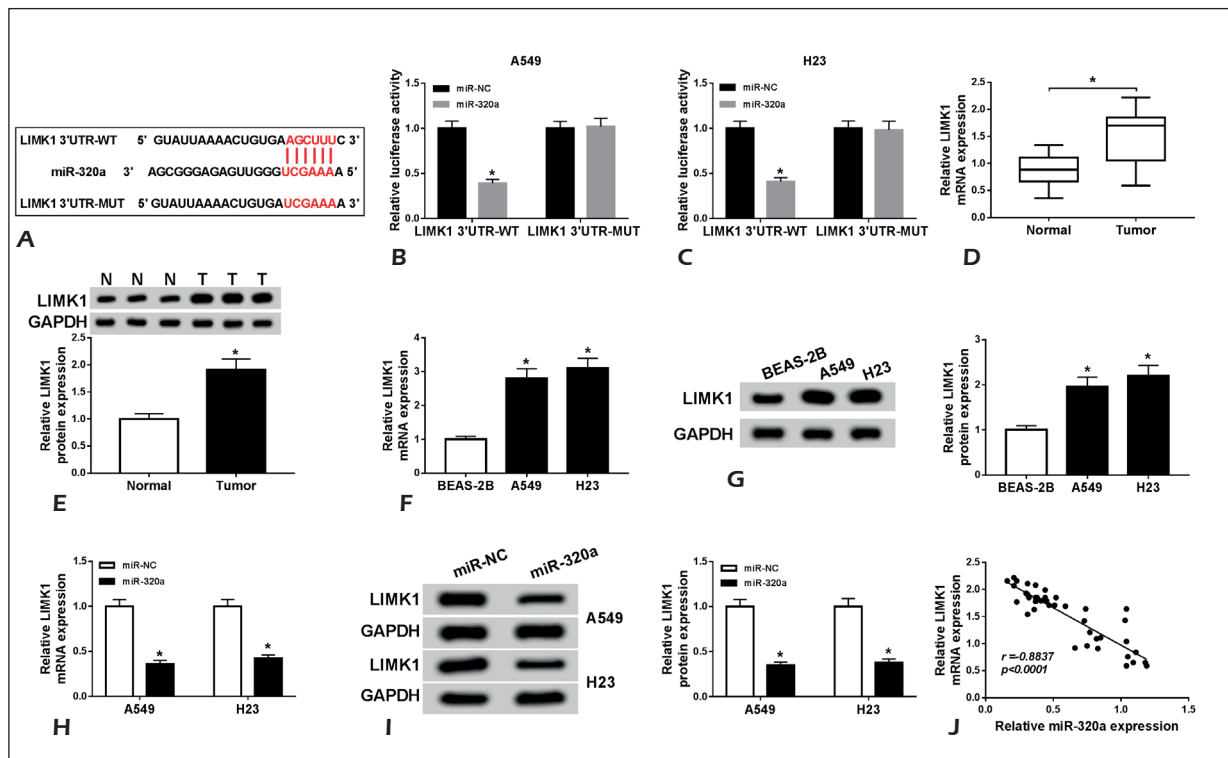 LIMK1 3'UTR-WT 5' GUAUUAAAACUGUGAAGCUUUC 3'
miR-320a 3' AGCGGGAGAGUUGGGUCGAAAA 5'
LIMK1 3'UTR-MUT 5' GUAUUAAAACUGUGAUCGAAAA 3'
A
A549
Relative luciferase activity
1.5
1.0
0.5
0.0
miR-NC
miR-320a
*
LIMK1 3'UTR-WT LIMK1 3'UTR-MUT
B
H23
Relative luciferase activity
1.5
1.0
0.5
0.0
miR-NC
miR-320a
*
LIMK1 3'UTR-WT LIMK1 3'UTR-MUT
C
Relative LIMK1
mRNA expression
2.5
2.0
1.5
1.0
0.5
0.0
*
Normal Tumor
D
N N N T T T
LIMK1
GAPDH
Relative LIMK1
protein expression
2.5
2.0
1.5
1.0
0.5
0.0
*
Normal Tumor
E
Relative LIMK1
mRNA expression
4
3
2
1
0
* *
BEAS-2B A549 H23
F
BEAS-2B A549 H23
LIMK1
GAPDH
G
Relative LIMK1
protein expression
3
2
1
0
* *
BEAS-2B A549 H23
Relative LIMK1
mRNA expression
1.5
1.0
0.5
0.0
miR-NC
miR-320a
* *
A549 H23
H
miR-NC miR-320a
LIMK1
GAPDH
A549
LIMK1
GAPDH
H23
I
Relative LIMK1
protein expression
1.5
1.0
0.5
0.0
miR-NC
miR-320a
* *
A549 H23
Relative LIMK1
mRNA expression
2.5
2.0
1.5
1.0
0.5
0.0
r =-0.8837
p<0.0001
0.0 0.5 1.0 1.5
Relative miR-320a expression
J